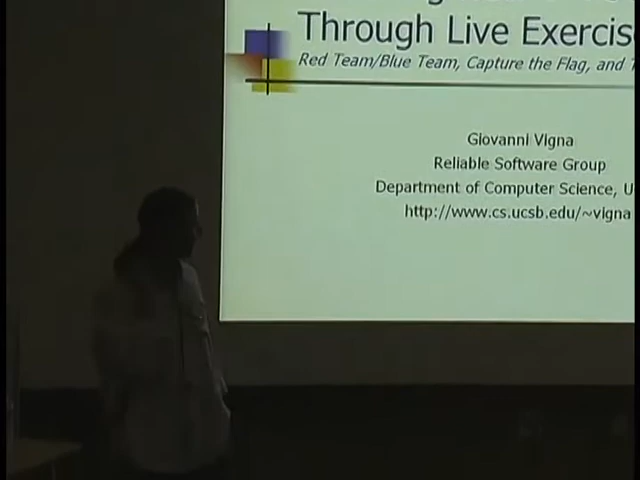 Through Live Exercis
Red Team/Blue Team, Capture the Flag, and
Giovanni Vigna
Reliable Software Group
Department of Computer Science, U
http://www.cs.ucsb.edu/~vigna